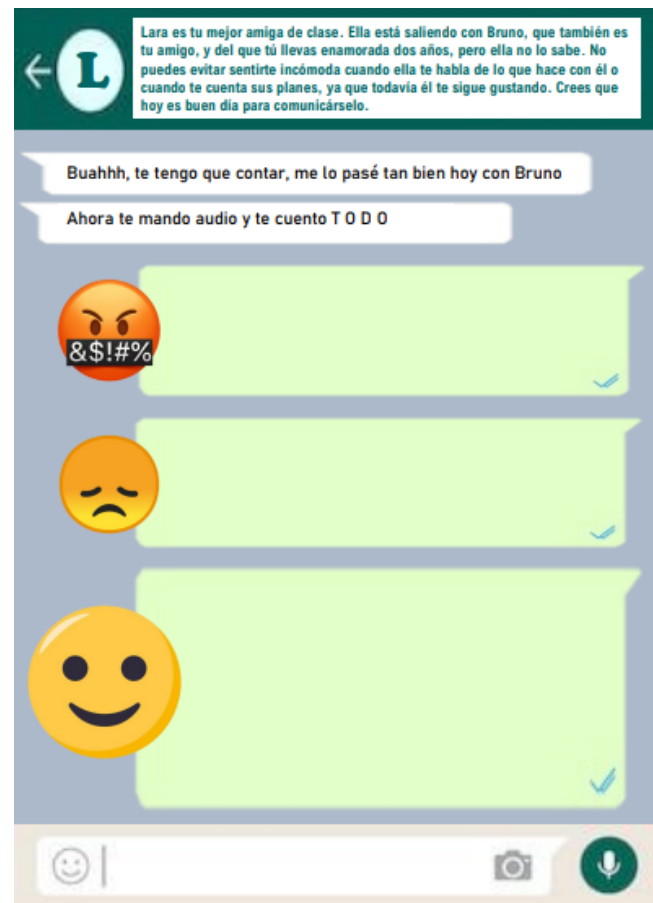 L
Lara es tu mejor amiga de clase. Ella está saliendo con Bruno, que también es
tu amigo, y del que tú llevas enamorada dos años, pero ella no lo sabe. No
puedes evitar sentirte incómoda cuando ella te habla de lo que hace con él o
cuando te cuenta sus planes, ya que todavía él te sigue gustando. Crees que
hoy es buen día para comunicárselo.
Buahhh, te tengo que contar, me lo pasé tan bien hoy con Bruno
Ahora te mando audio y te cuento T O D O
&$!#%